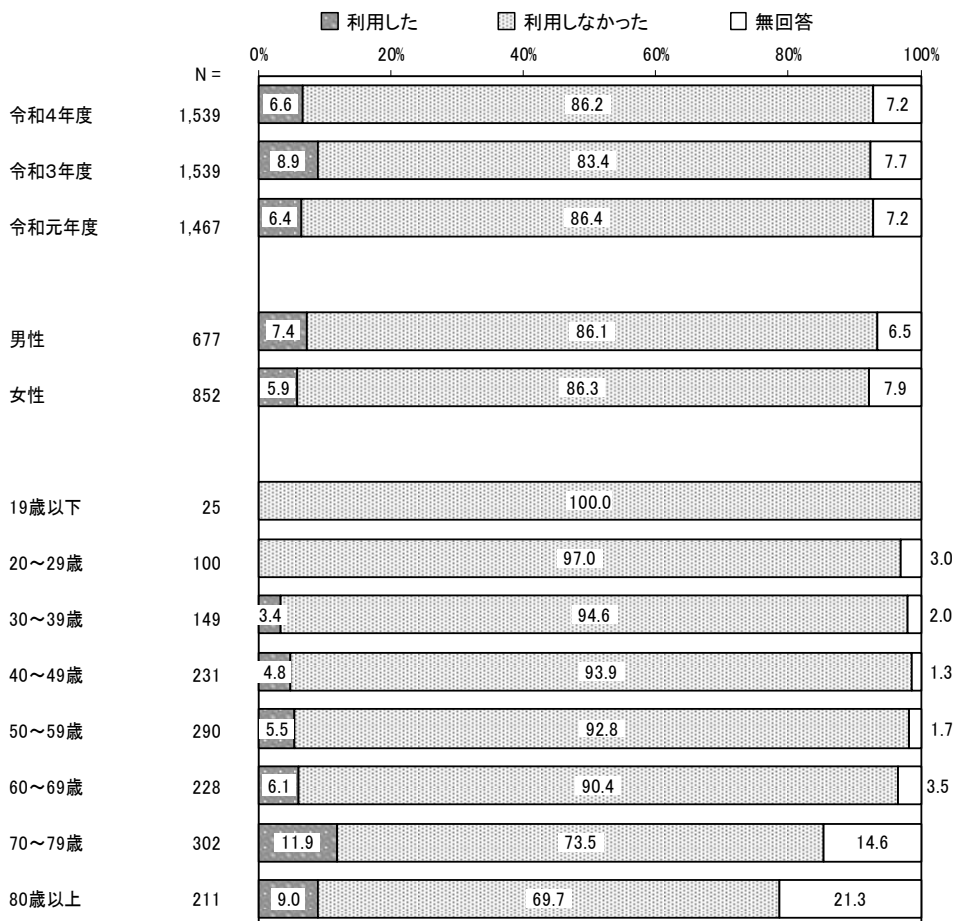 利用した 利用しなかった 無回答
0% 20% 40% 60% 80% 100%
N =
令和4年度 1,539 6.6 86.2 7.2
令和3年度 1,539 8.9 83.4 7.7
令和元年度 1,467 6.4 86.4 7.2
男性 677 7.4 86.1 6.5
女性 852 5.9 86.3 7.9
19歳以下 25 100.0
20～29歳 100 97.0 3.0
30～39歳 149 3.4 94.6 2.0
40～49歳 231 4.8 93.9 1.3
50～59歳 290 5.5 92.8 1.7
60～69歳 228 6.1 90.4 3.5
70～79歳 302 11.9 73.5 14.6
80歳以上 211 9.0 69.7 21.3